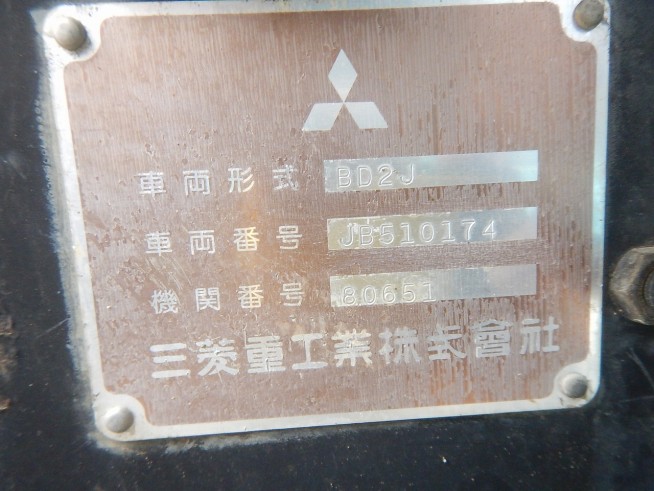 車両形式 BD2J
車両番号 JB510174
機関番号 80651
三菱重工業株式會社